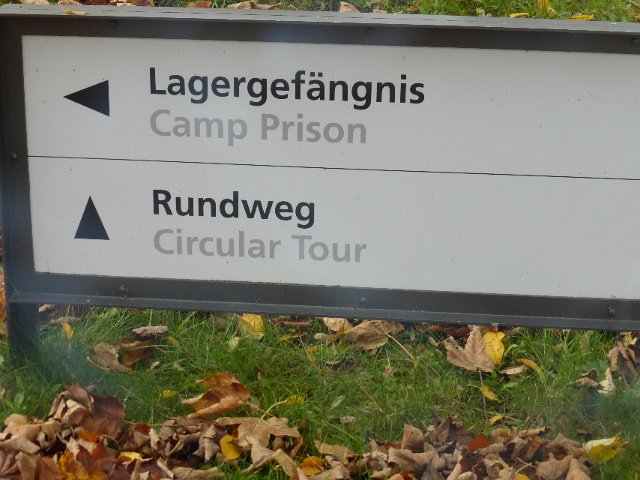 Lagergefängnis
Camp Prison
Rundweg
Circular Tour